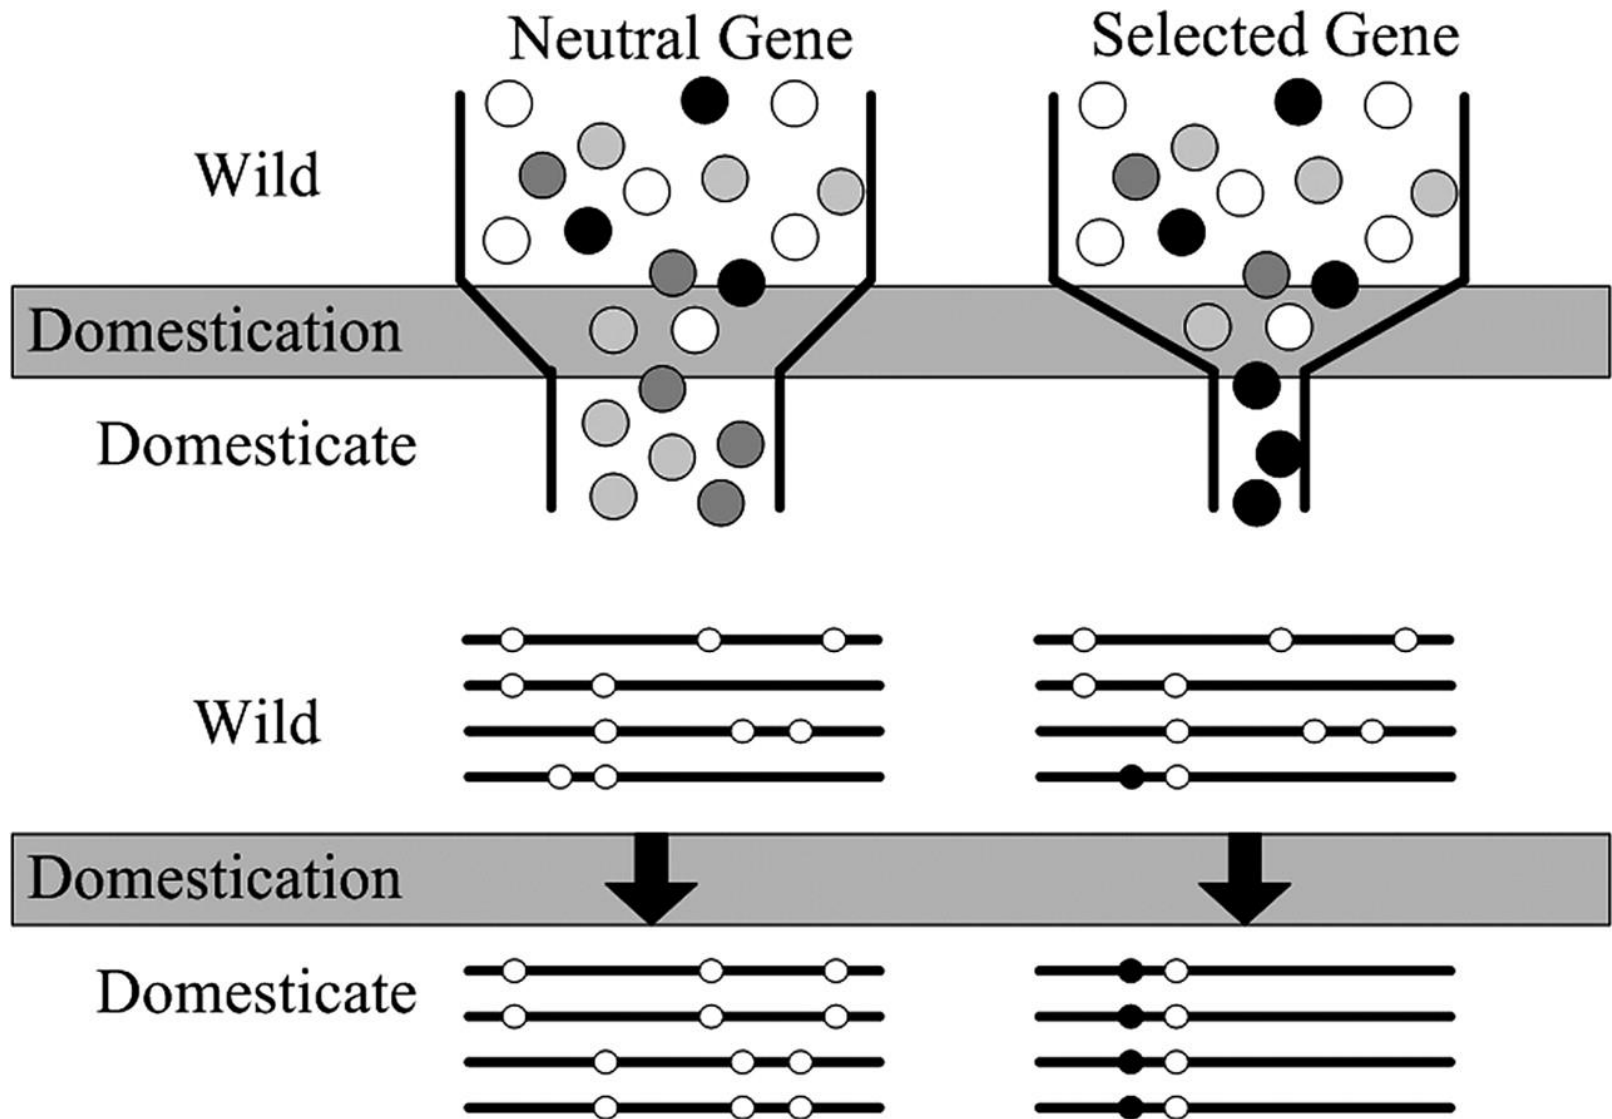 Neutral Gene
Selected Gene
Wild
Domestication
Domesticate
Wild
Domestication
Domesticate